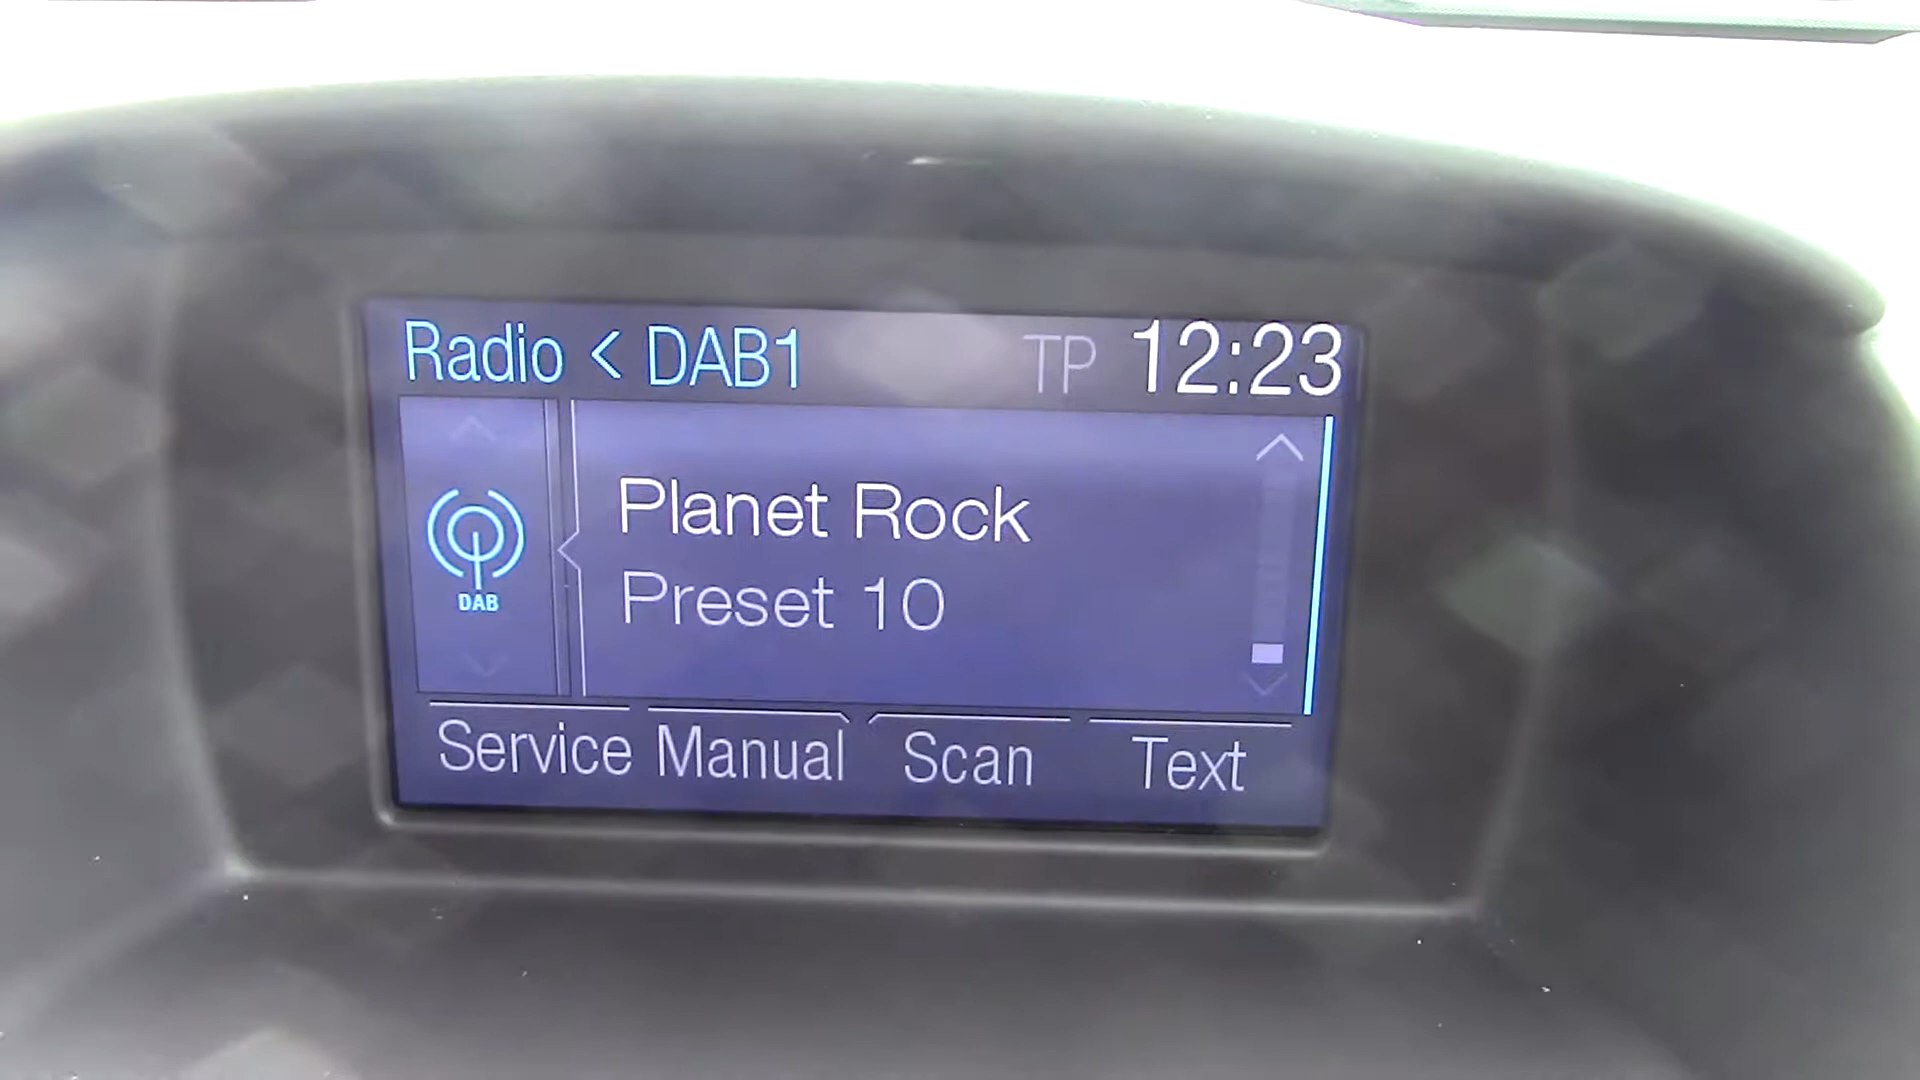 Radio < DAB1 TP 12:23
DAB
Planet Rock
Preset 10
Service Manual Scan Text